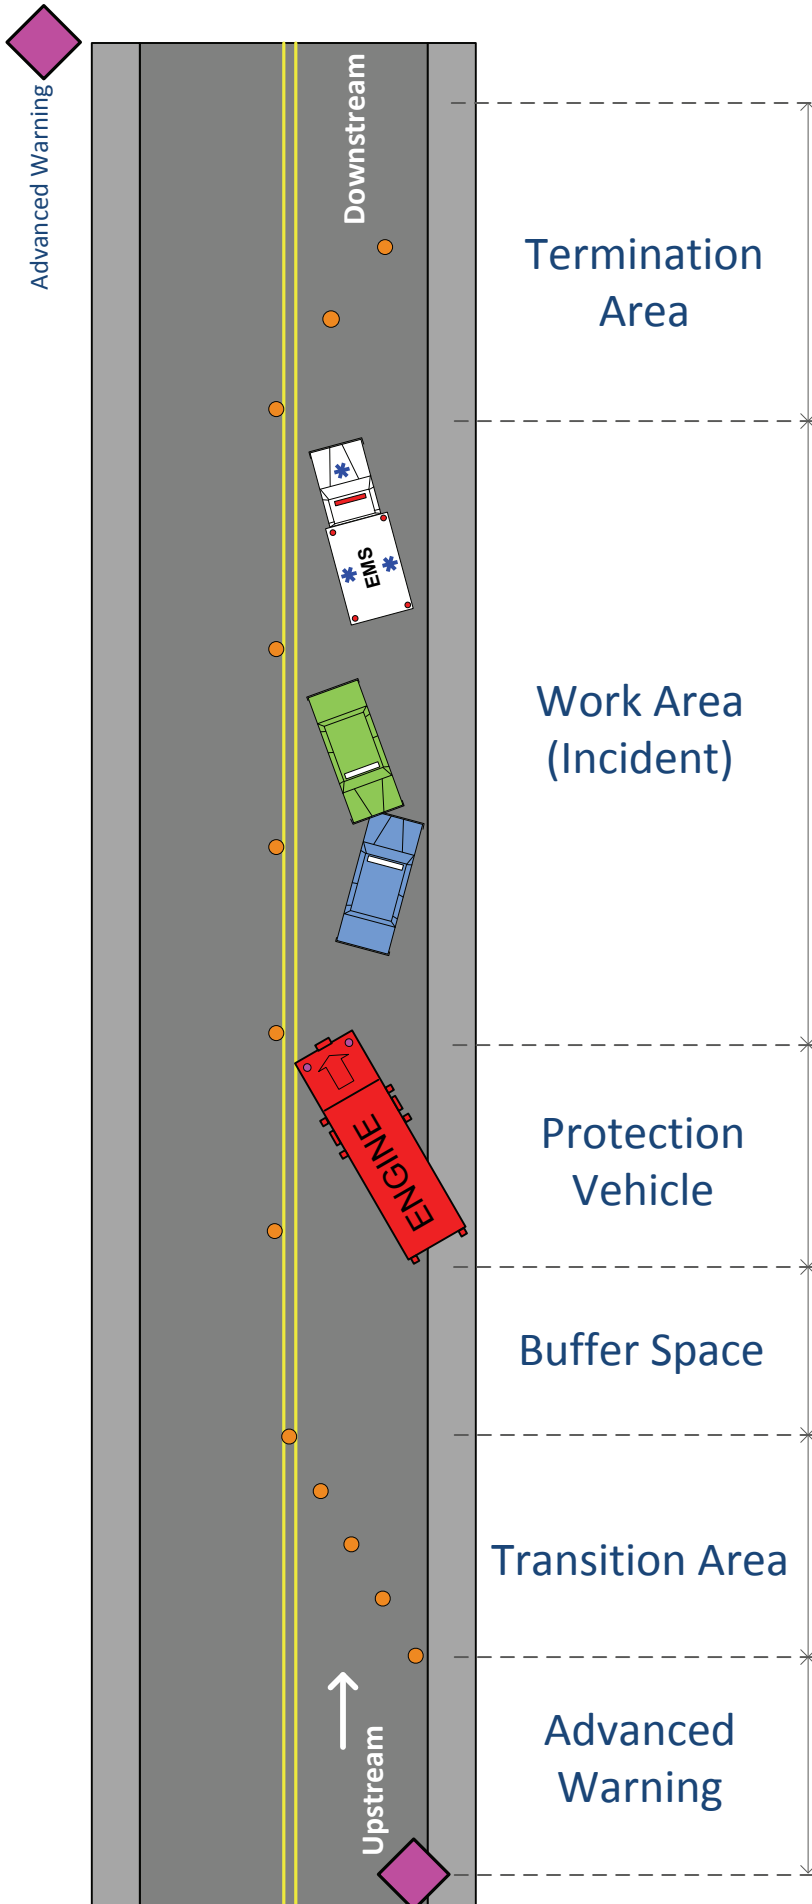 Advanced Warning
Downstream
Termination
Area
EMS
Work Area
(Incident)
ENGINE
Protection
Vehicle
Buffer Space
Transition Area
Upstream
Advanced
Warning